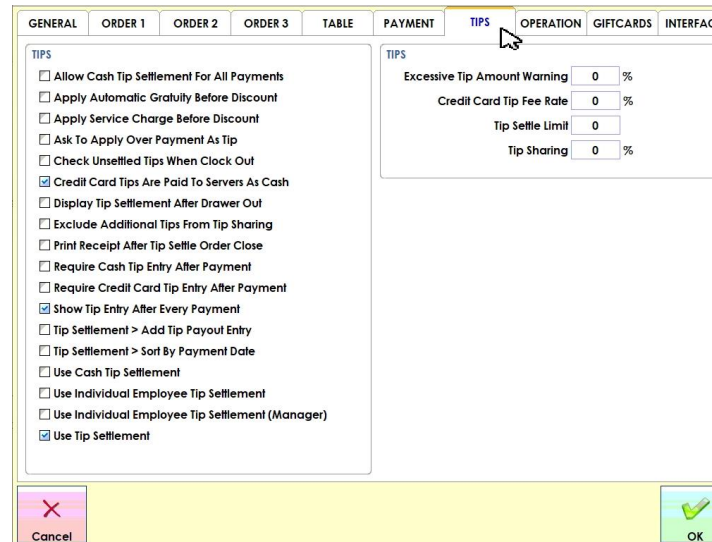 GENERAL ORDER 1 ORDER 2 ORDER 3 TABLE PAYMENT TIPS OPERATION GIFTCARDS INTERFAC
TIPS
Allow Cash Tip Settlement For All Payments
Apply Automatic Gratuity Before Discount
Apply Service Charge Before Discount
Ask To Apply Over Payment As Tip
Check Unsettled Tips When Clock Out
Credit Card Tips Are Paid To Servers As Cash
Display Tip Settlement After Drawer Out
Exclude Additional Tips From Tip Sharing
Print Receipt After Tip Settle Order Close
Require Cash Tip Entry After Payment
Require Credit Card Tip Entry After Payment
Show Tip Entry After Every Payment
Tip Settlement > Add Tip Payout Entry
Tip Settlement > Sort By Payment Date
Use Cash Tip Settlement
Use Individual Employee Tip Settlement
Use Individual Employee Tip Settlement (Manager)
Use Tip Settlement
TIPS
Excessive Tip Amount Warning 0 %
Credit Card Tip Fee Rate 0 %
Tip Settle Limit 0
Tip Sharing 0 %
Cancel
OK